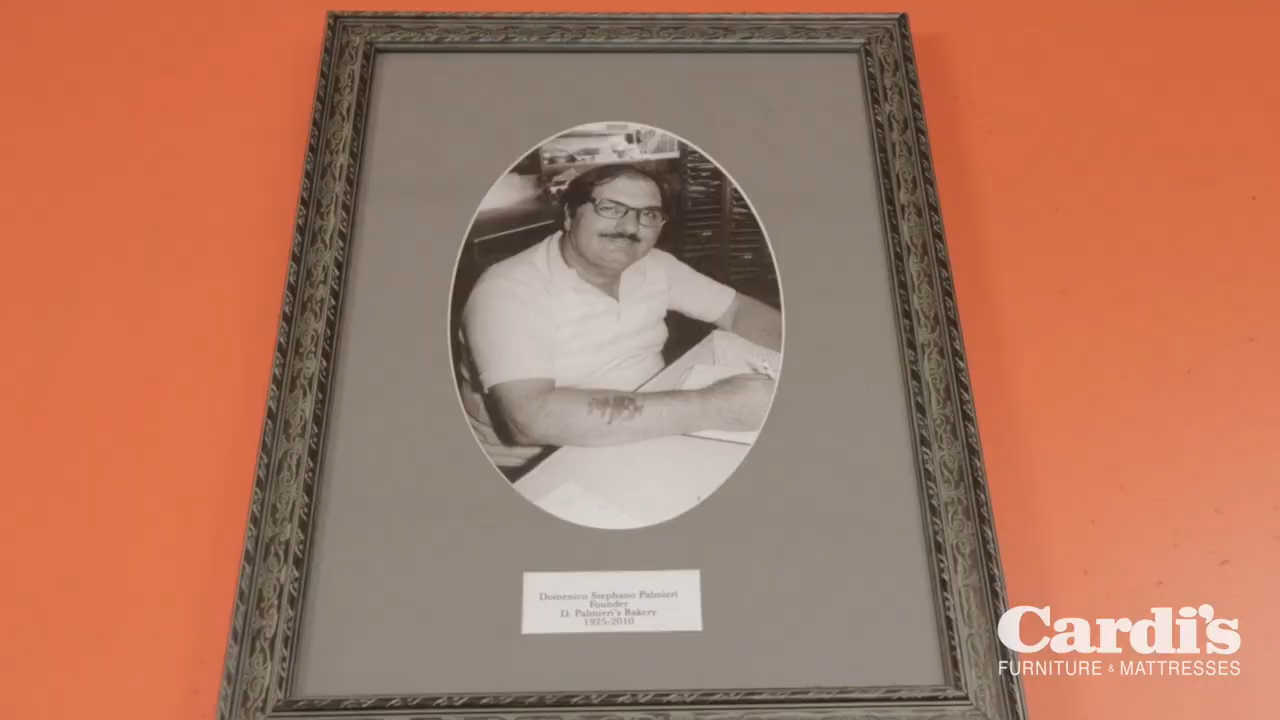 Domenico Stephano Palmieri
Founder
D. Palmieri's Bakery
1925-2010
Cardi's
FURNITURE & MATTRESSES